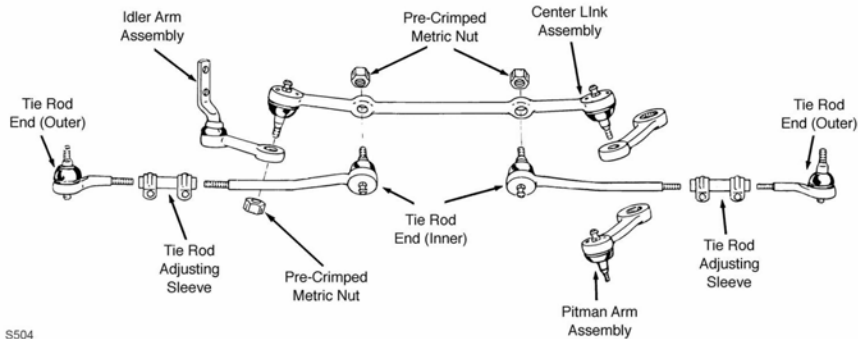 Idler Arm
Assembly
Pre-Crimped
Metric Nut
Center LInk
Assembly
Tie Rod
End (Outer)
Tie Rod
End (Outer)
Tie Rod
Adjusting
Sleeve
Pre-Crimped
Metric Nut
Tie Rod
End (Inner)
Pitman Arm
Assembly
Tie Rod
Adjusting
Sleeve
S504